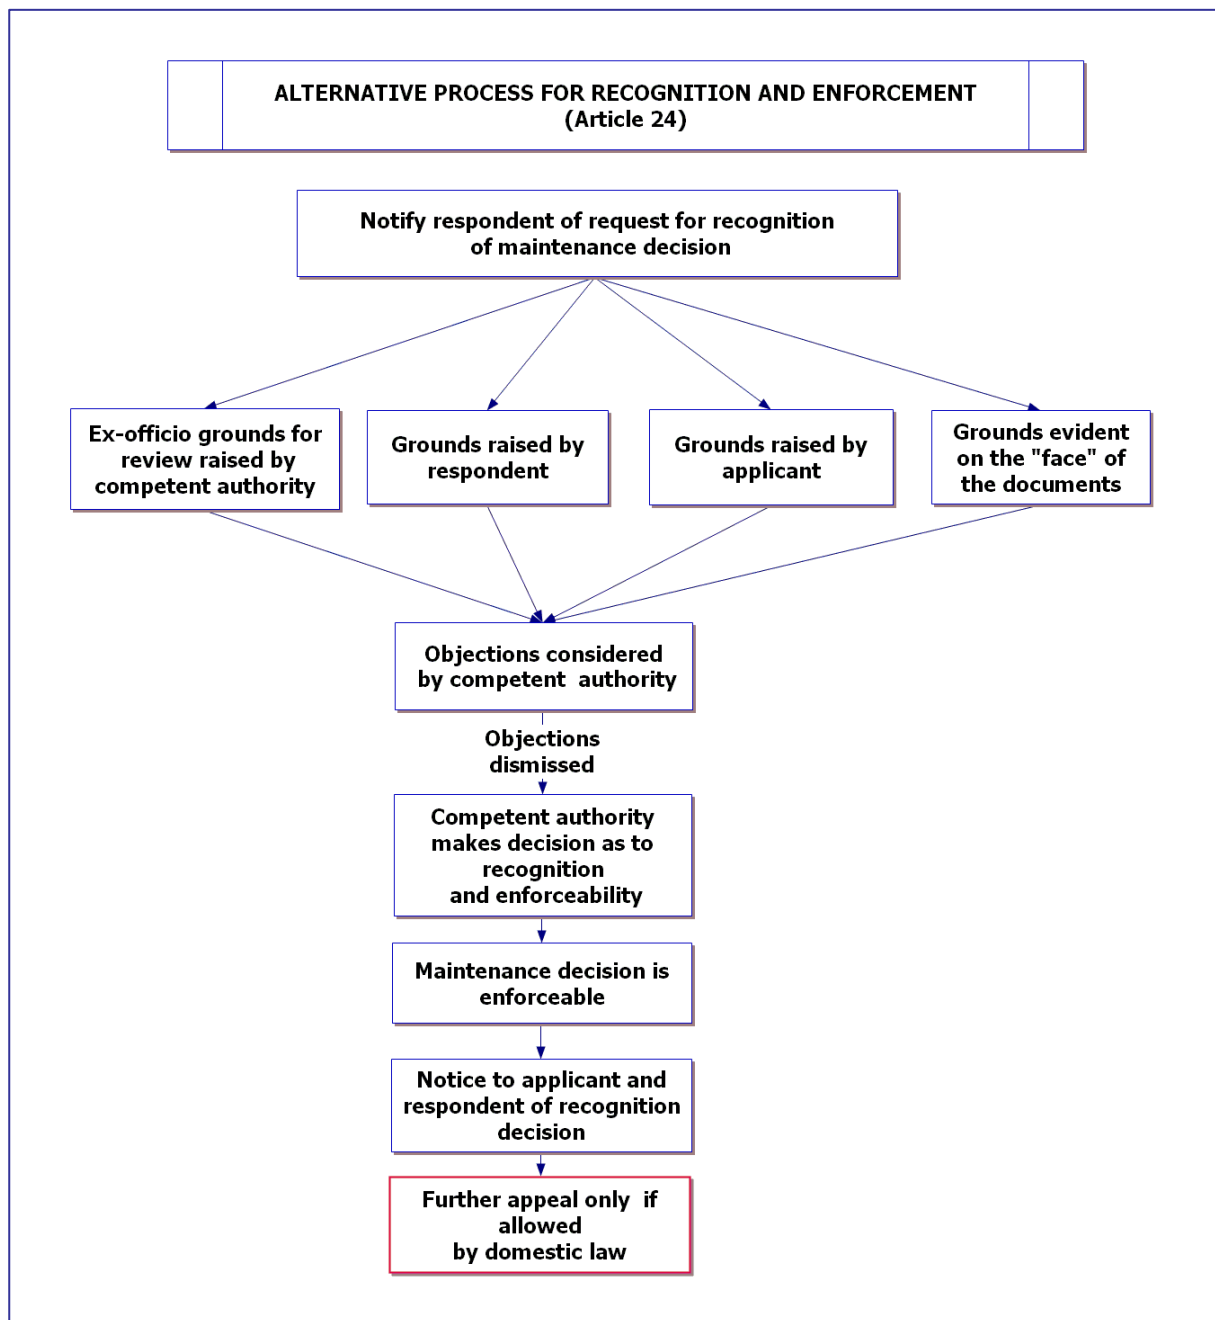 ALTERNATIVE PROCESS FOR RECOGNITION AND ENFORCEMENT
(Article 24)
Notify respondent of request for recognition
of maintenance decision
Ex-officio grounds for
review raised by
competent authority
Grounds raised by
respondent
Grounds raised by
applicant
Grounds evident
on the "face" of
the documents
Objections considered
by competent authority
Objections
dismissed
Competent authority
makes decision as to
recognition
and enforceability
Maintenance decision is
enforceable
Notice to applicant and
respondent of recognition
decision
Further appeal only if
allowed
by domestic law